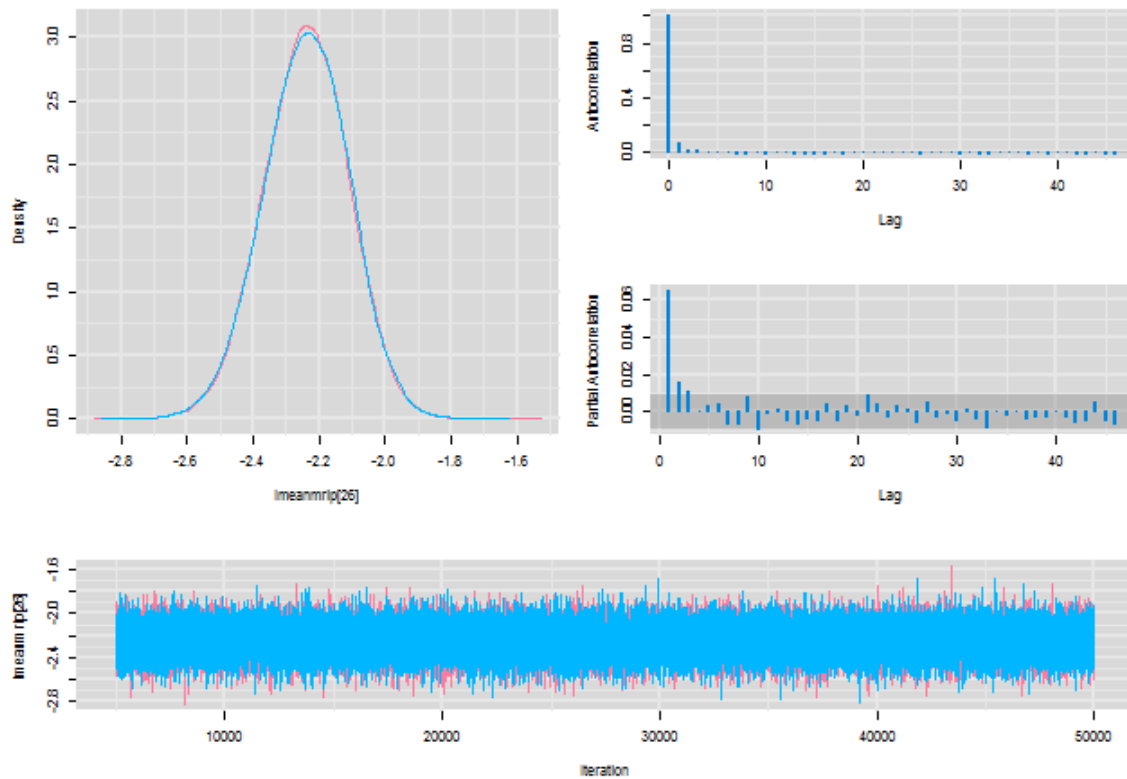 Density
0.0 0.5 1.0 1.5 2.0 2.5 3.0
-2.8 -2.6 -2.4 -2.2 -2.0 -1.8 -1.6
lmeanmrip[26]
Autocorrelation
0.0 0.4 0.8
0 10 20 30 40
Lag
Partial Autocorrelation
0.00 0.02 0.04 0.06
0 10 20 30 40
Lag
lmeanmrip[26]
-2.8 -2.4 -2.0 -1.6
10000 20000 30000 40000 50000
Iteration